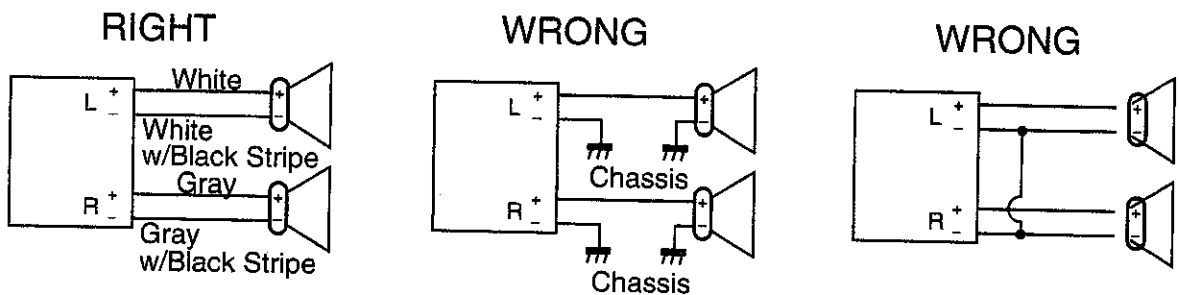 RIGHT
White
L + −
+
−
White
w/Black Stripe
Gray
R + −
+
−
Gray
w/Black Stripe
WRONG
L + −
+
−
Chassis
R + −
+
−
Chassis
WRONG
L + −
+
−
R + −
+
−